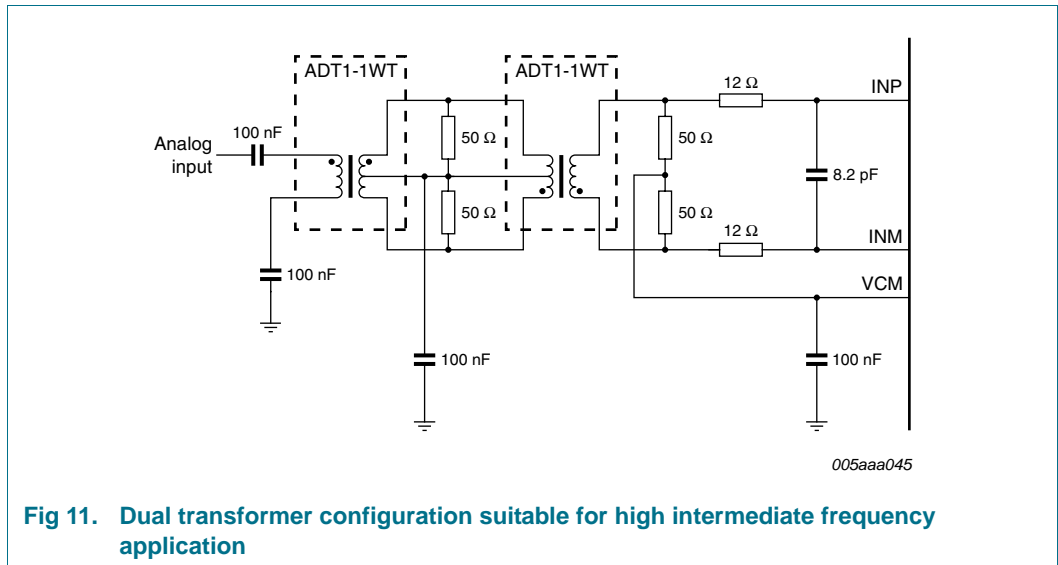 ADT1-1WT
ADT1-1WT
12 Ω
INP
100 nF
Analog
input
50 Ω
50 Ω
8.2 pF
50 Ω
50 Ω
12 Ω
INM
VCM
100 nF
100 nF
100 nF
005aaa045
Fig 11. Dual transformer configuration suitable for high intermediate frequency
application